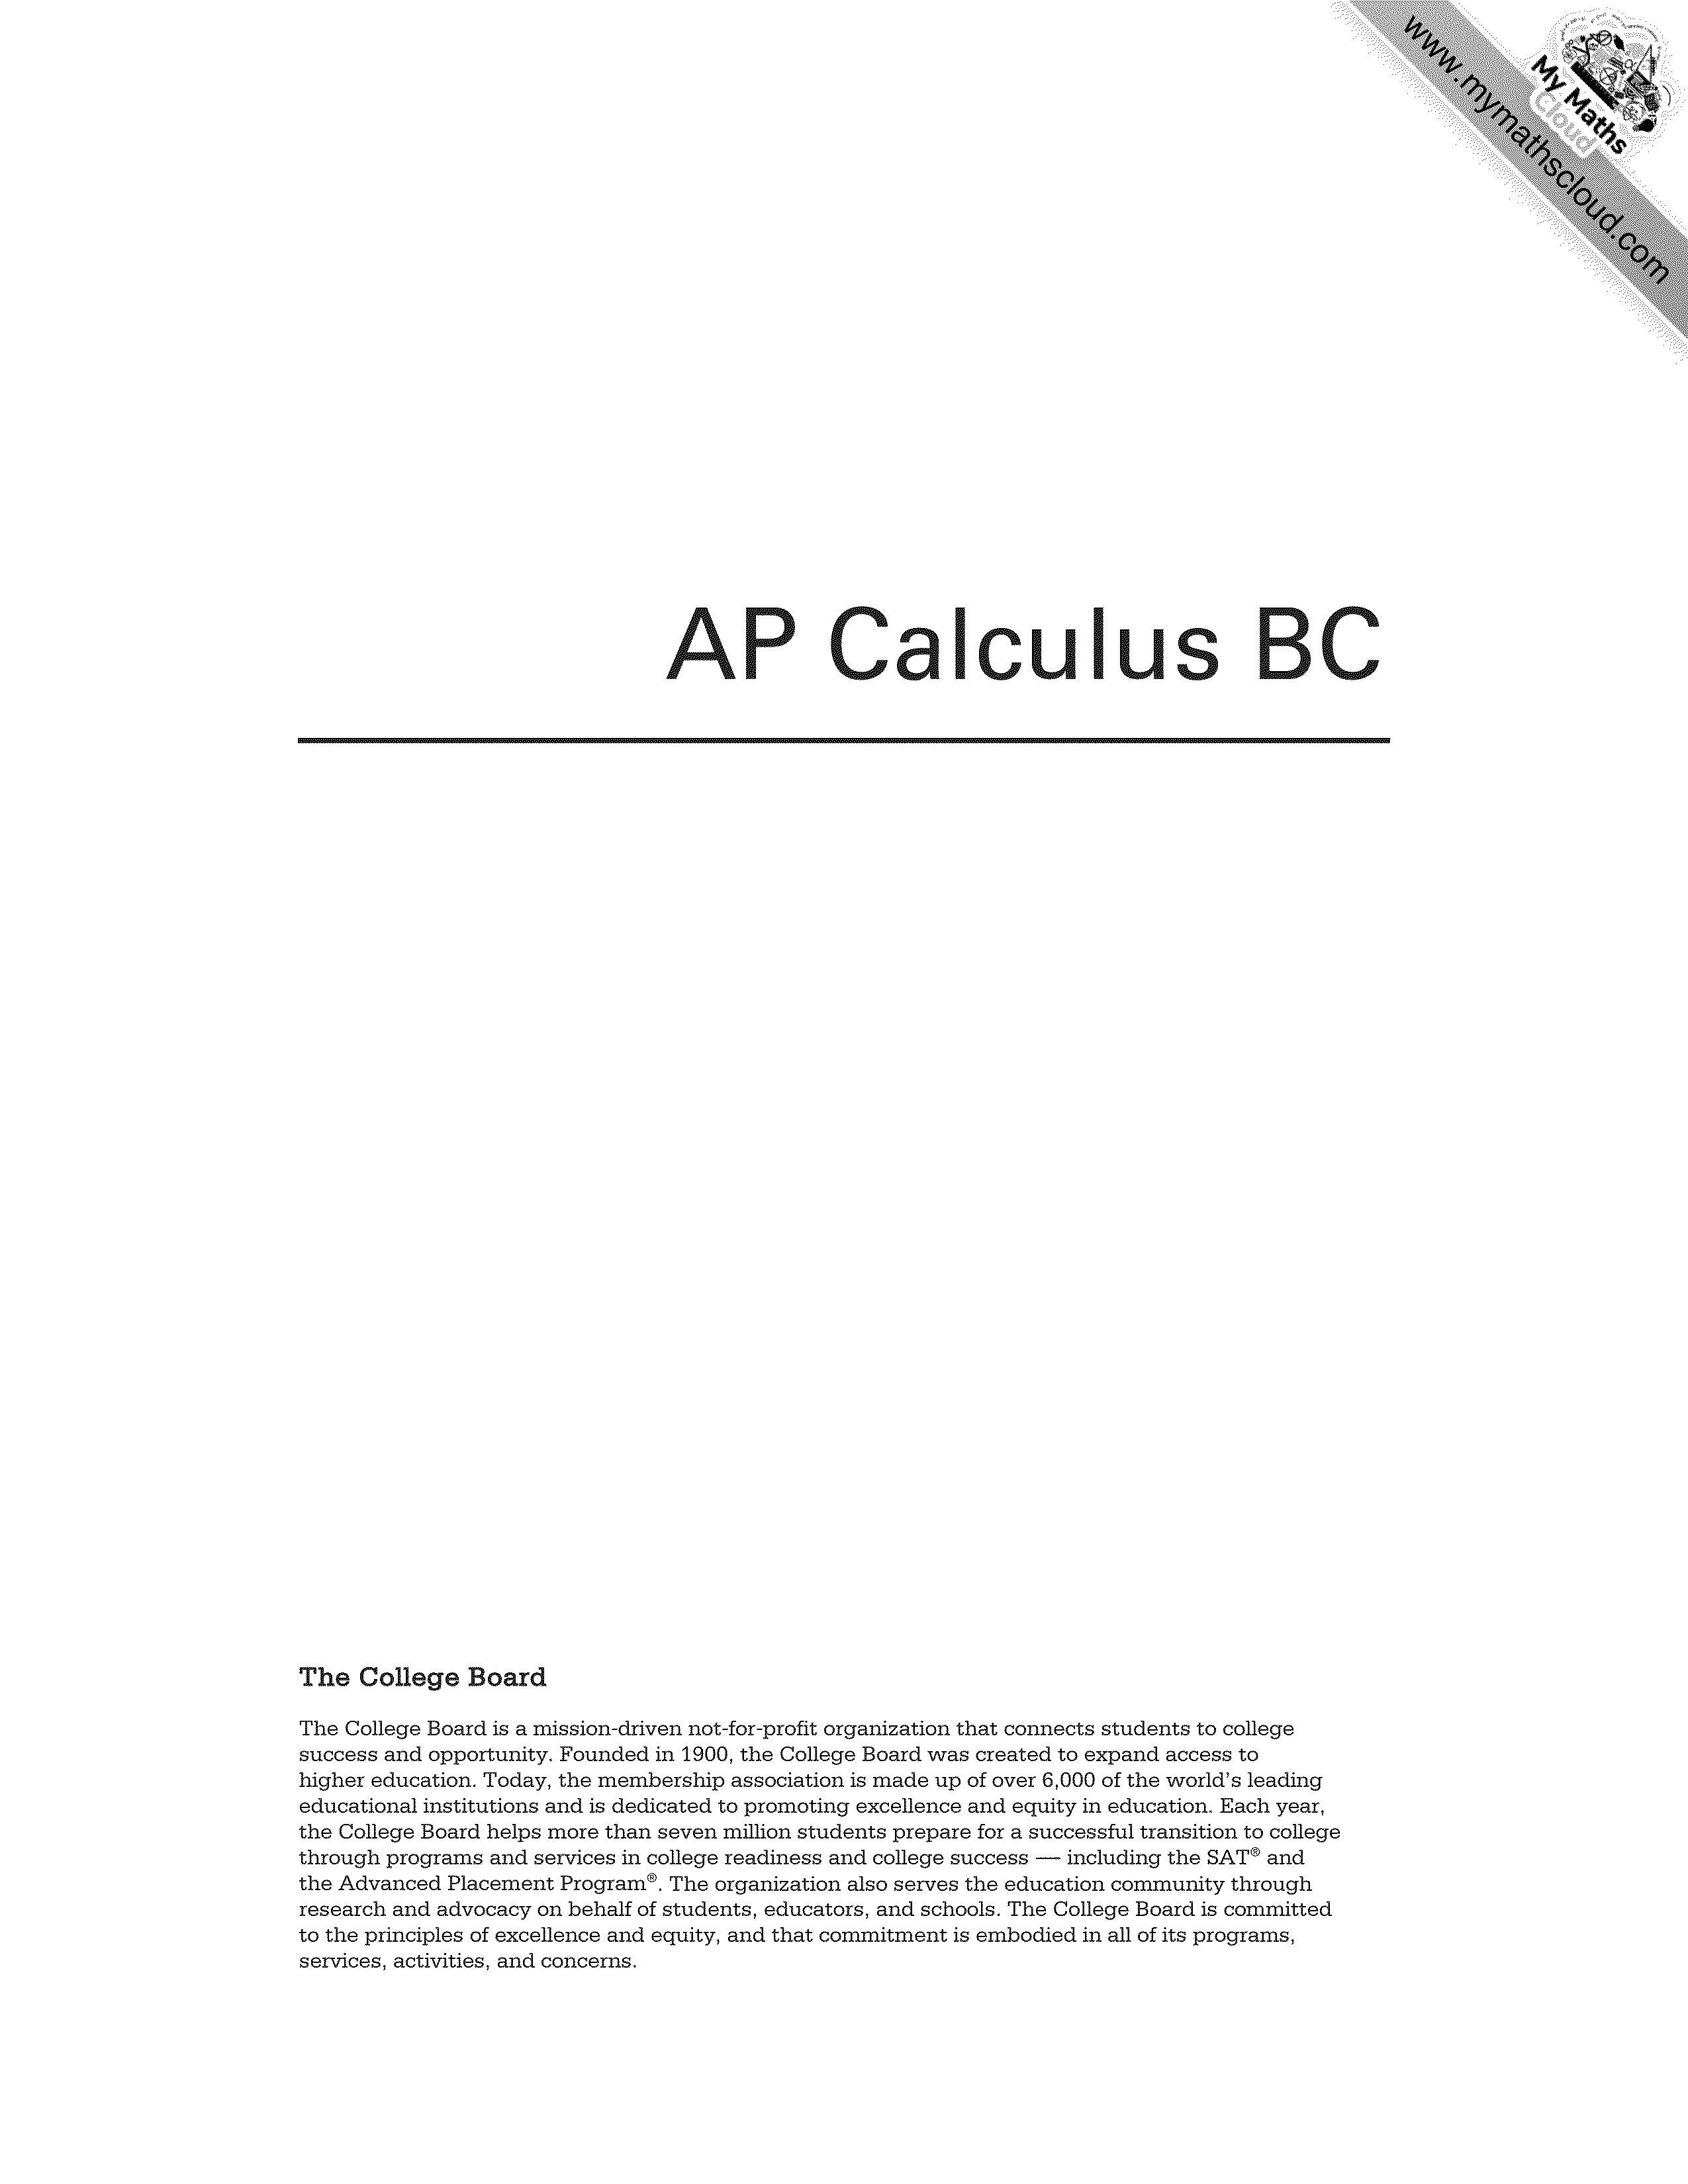 www.mymathscloud.com
My Maths
Cloud
AP Calculus BC
The College Board
The College Board is a mission-driven not-for-profit organization that connects students to college
success and opportunity. Founded in 1900, the College Board was created to expand access to
higher education. Today, the membership association is made up of over 6,000 of the world's leading
educational institutions and is dedicated to promoting excellence and equity in education. Each year,
the College Board helps more than seven million students prepare for a successful transition to college
through programs and services in college readiness and college success — including the SAT® and
the Advanced Placement Program®. The organization also serves the education community through
research and advocacy on behalf of students, educators, and schools. The College Board is committed
to the principles of excellence and equity, and that commitment is embodied in all of its programs,
services, activities, and concerns.